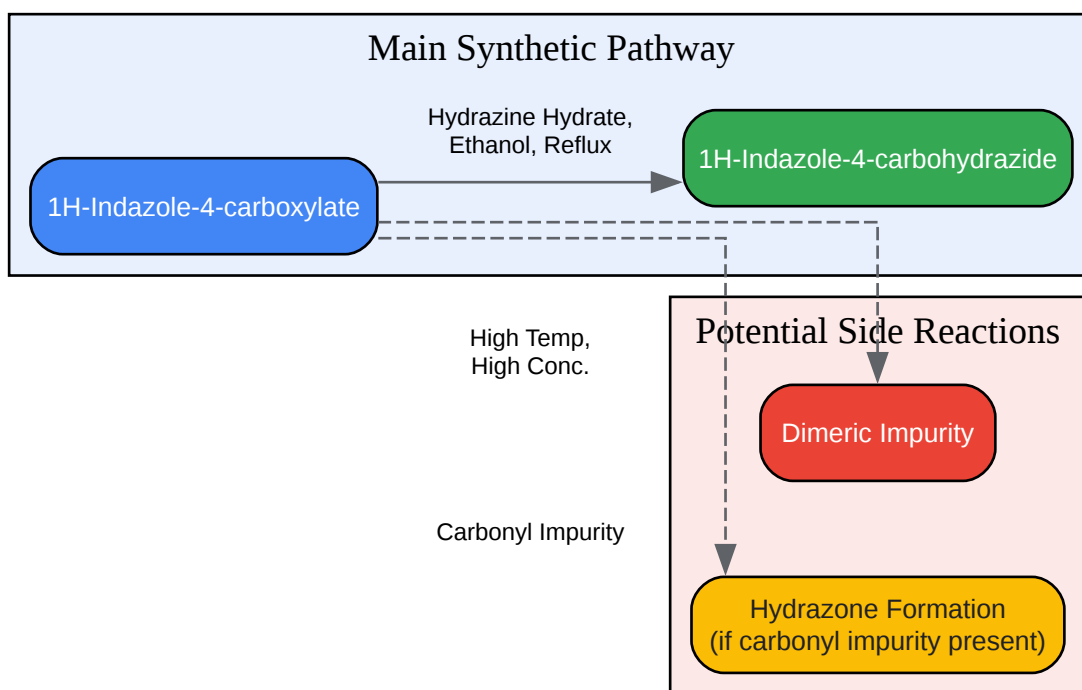 Main Synthetic Pathway
Hydrazine Hydrate,
Ethanol, Reflux
1H-Indazole-4-carbohydrazide
1H-Indazole-4-carboxylate
Potential Side Reactions
High Temp,
High Conc.
Dimeric Impurity
Carbonyl Impurity
Hydrazone Formation
(if carbonyl impurity present)